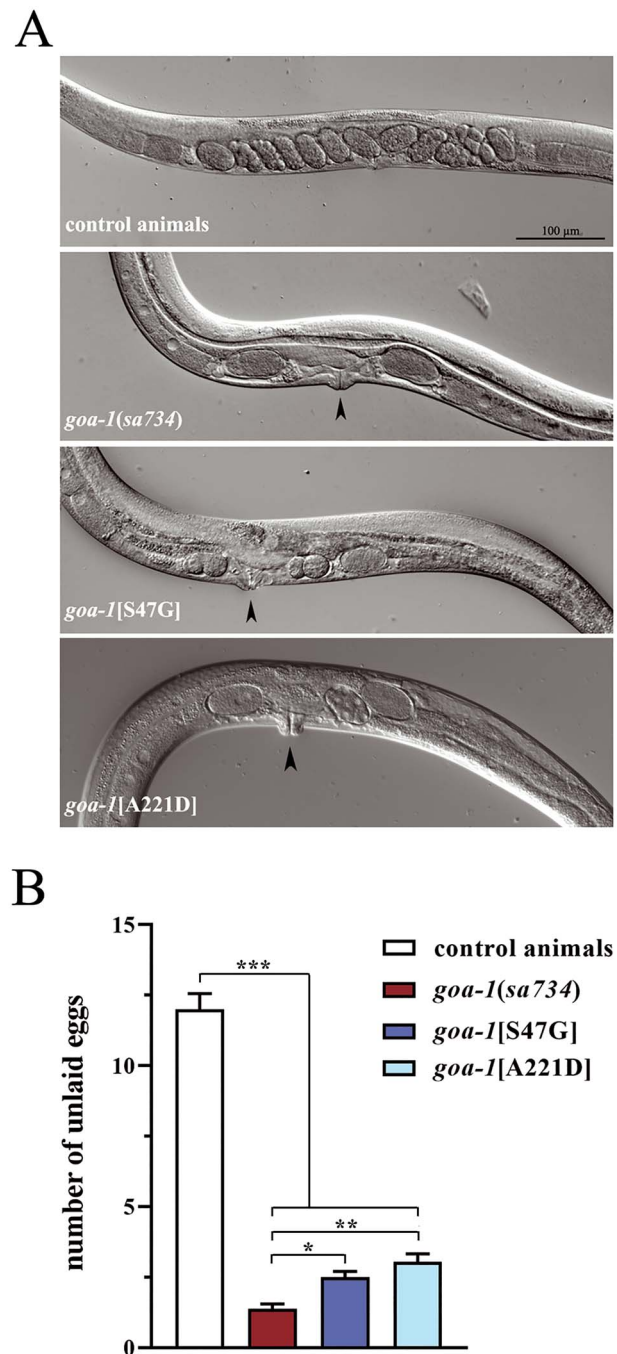 A
control animals
100 µm
goa-1(sa734)
goa-1[S47G]
goa-1[A221D]
B
15
10
5
0
number of unlaid eggs
***
**
*
control animals
goa-1(sa734)
goa-1[S47G]
goa-1[A221D]